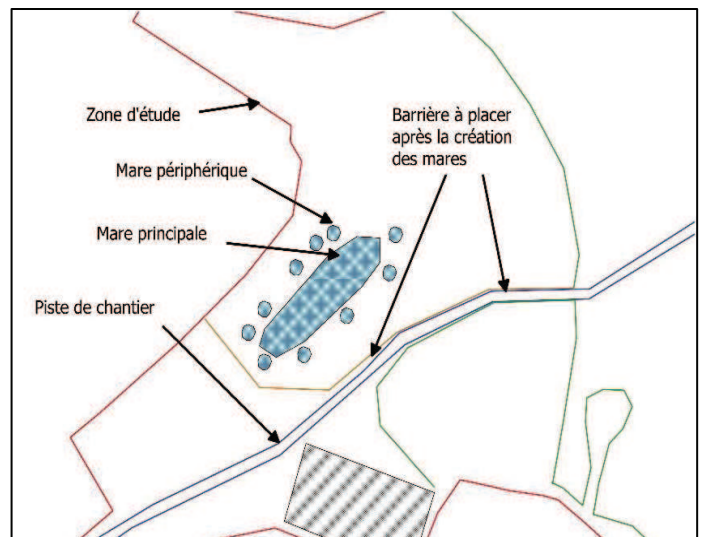 Zone d'étude
Barrière à placer
après la création
des mares
Mare périphérique
Mare principale
Piste de chantier